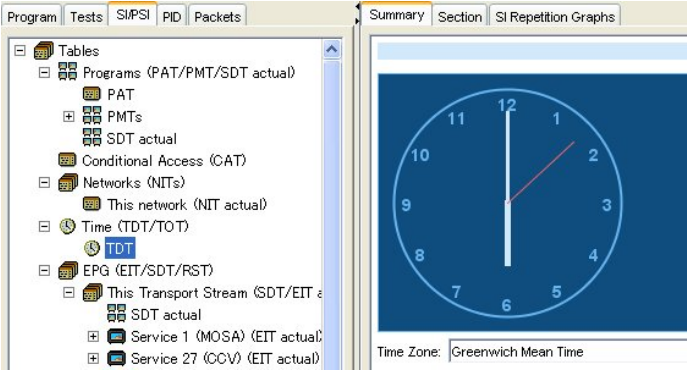 Program Tests SI/PSI PID Packets
Tables
Programs (PAT/PMT/SDT actual)
PAT
PMTs
SDT actual
Conditional Access (CAT)
Networks (NITs)
This network (NIT actual)
Time (TDT/TOT)
TDT
EPG (EIT/SDT/RST)
This Transport Stream (SDT/EIT a
SDT actual
Service 1 (MOSA) (EIT actual)
Service 27 (CCV) (EIT actual)
Summary Section SI Repetition Graphs
12
11 1
10 2
9 3
8 4
7 5
6
Time Zone: Greenwich Mean Time